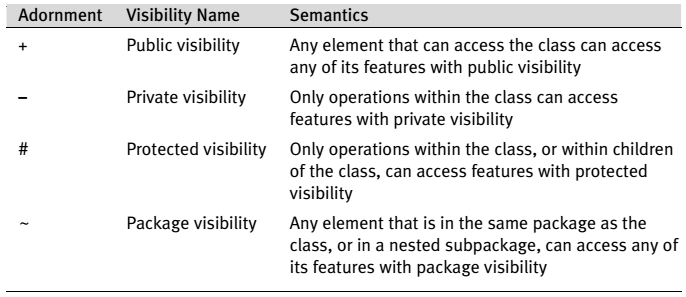 Adornment Visibility Name Semantics
+ Public visibility Any element that can access the class can access
any of its features with public visibility
– Private visibility Only operations within the class can access
features with private visibility
# Protected visibility Only operations within the class, or within children
of the class, can access features with protected
visibility
~ Package visibility Any element that is in the same package as the
class, or in a nested subpackage, can access any of
its features with package visibility